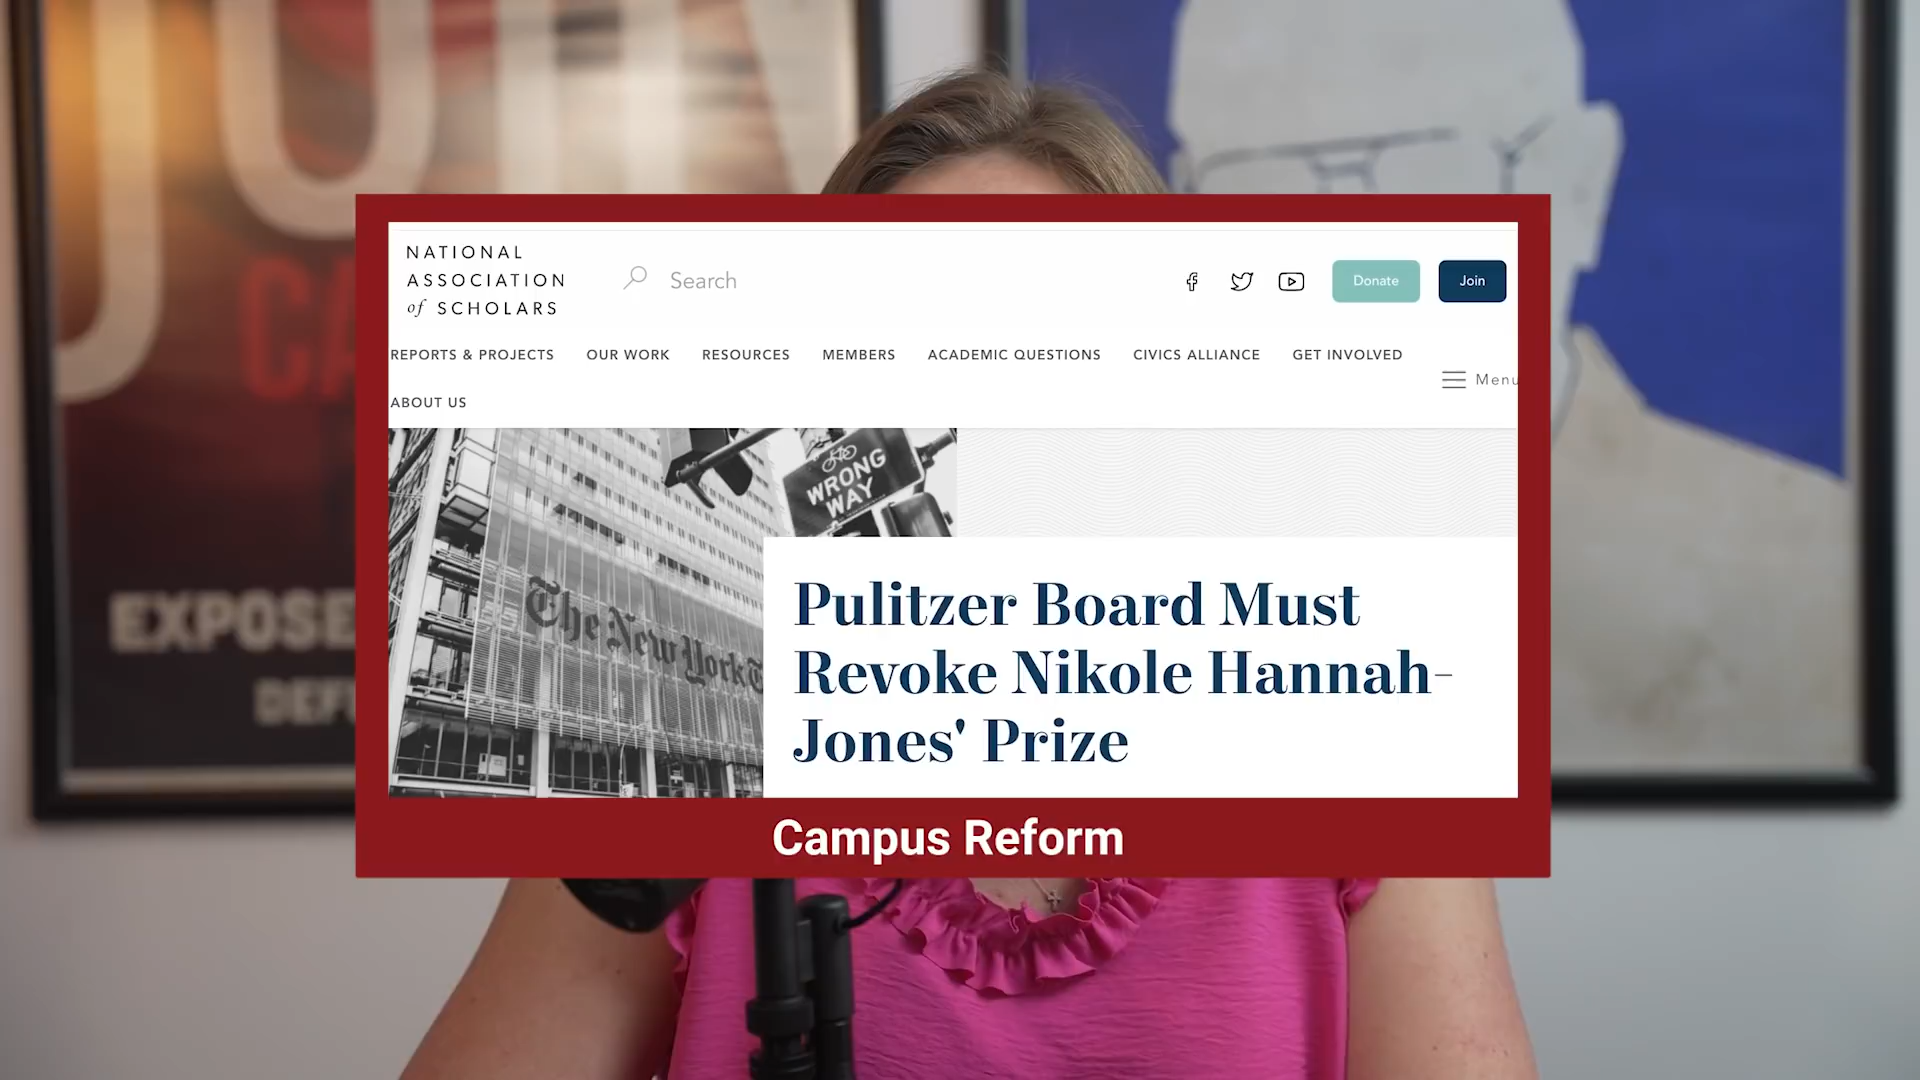 NATIONAL
ASSOCIATION
of SCHOLARS
Search
Donate
Join
REPORTS & PROJECTS
OUR WORK
RESOURCES
MEMBERS
ACADEMIC QUESTIONS
CIVICS ALLIANCE
GET INVOLVED
Menu
ABOUT US
WRONG
WAY
The New York
Pulitzer Board Must
Revoke Nikole Hannah-
Jones' Prize
Campus Reform
EXPOSE